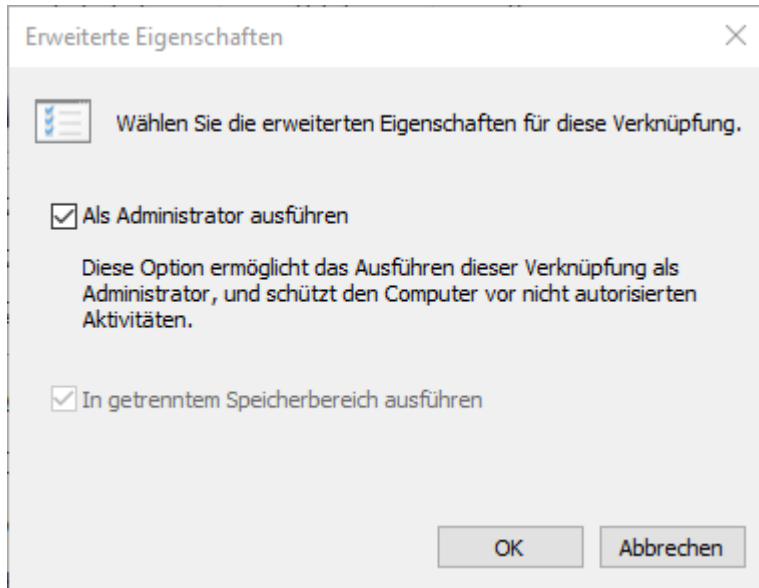 Erweiterte Eigenschaften
Wählen Sie die erweiterten Eigenschaften für diese Verknüpfung.
Als Administrator ausführen
Diese Option ermöglicht das Ausführen dieser Verknüpfung als
Administrator, und schützt den Computer vor nicht autorisierten
Aktivitäten.
In getrenntem Speicherbereich ausführen
OK
Abbrechen